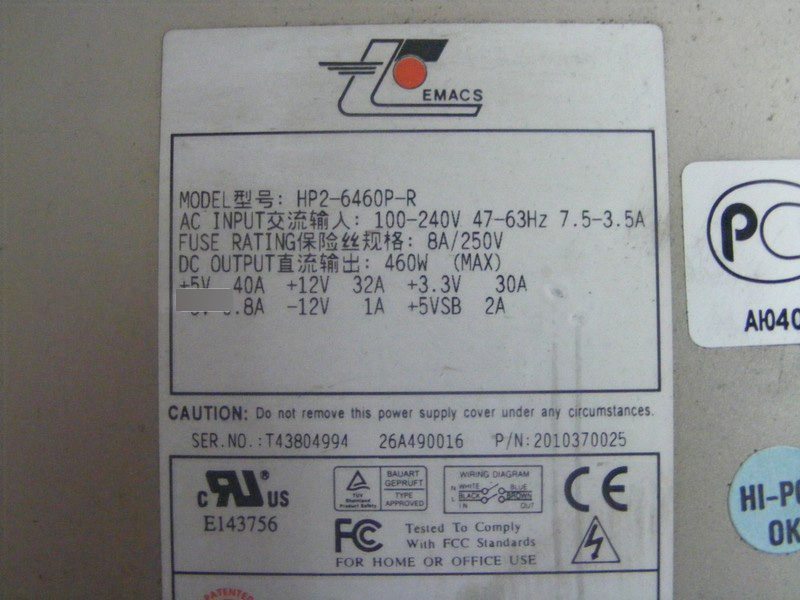 EMACS
MODEL型号: HP2-6460P-R
AC INPUT交流输入: 100-240V 47-63Hz 7.5-3.5A
FUSE RATING保险丝规格: 8A/250V
DC OUTPUT直流输出: 460W (MAX)
+5V 40A +12V 32A +3.3V 30A
-12V 1A +5VSB 2A
CAUTION: Do not remove this power supply cover under any circumstances.
SER.NO.:T43804994 26A490016 P/N:2010370025
c RU US
E143756
TUV
Rheinland
Product Safety
BAUART
GEPRUFT
TYPE
APPROVED
WIRING DIAGRAM
N WHITE BLUE
L BLACK BROWN
IN OUT
CE
FC
Tested To Comply
With FCC Standards
FOR HOME OR OFFICE USE
PATENTED
PC
АЮ40
HI-PO
OK